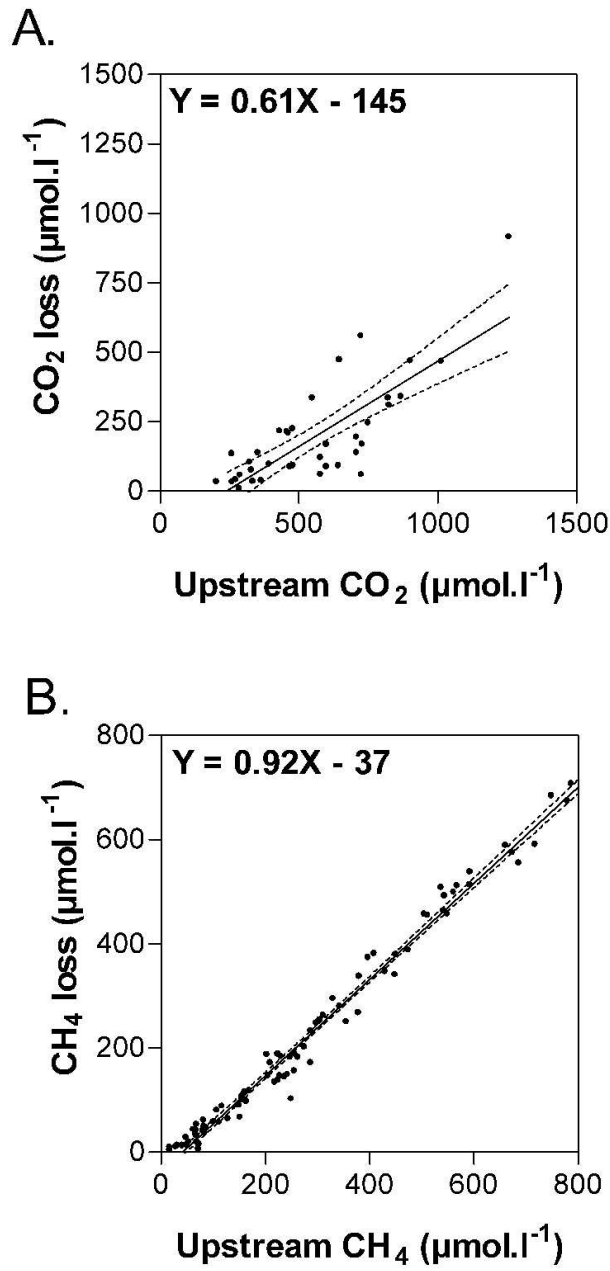 A.
Y = 0.61X - 145
1500
1250
1000
750
500
250
0
CO₂ loss (µmol.l⁻¹)
0 500 1000 1500
Upstream CO₂ (µmol.l⁻¹)
B.
Y = 0.92X - 37
800
600
400
200
0
CH₄ loss (µmol.l⁻¹)
0 200 400 600 800
Upstream CH₄ (µmol.l⁻¹)